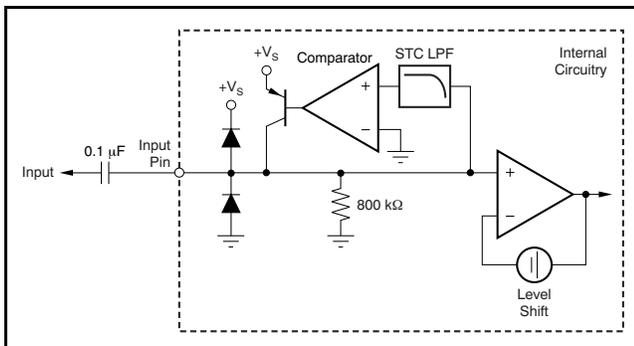 +VS
+VS
Comparator
STC LPF
Internal
Circuitry
+
−
0.1 μF
Input
Pin
Input
800 kΩ
+
−
Level
Shift